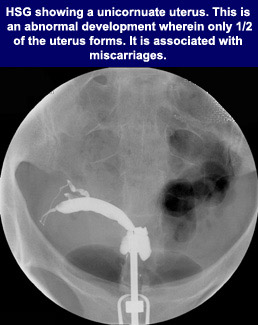 HSG showing a unicornuate uterus. This is
an abnormal development wherein only 1/2
of the uterus forms. It is associated with
miscarriages.